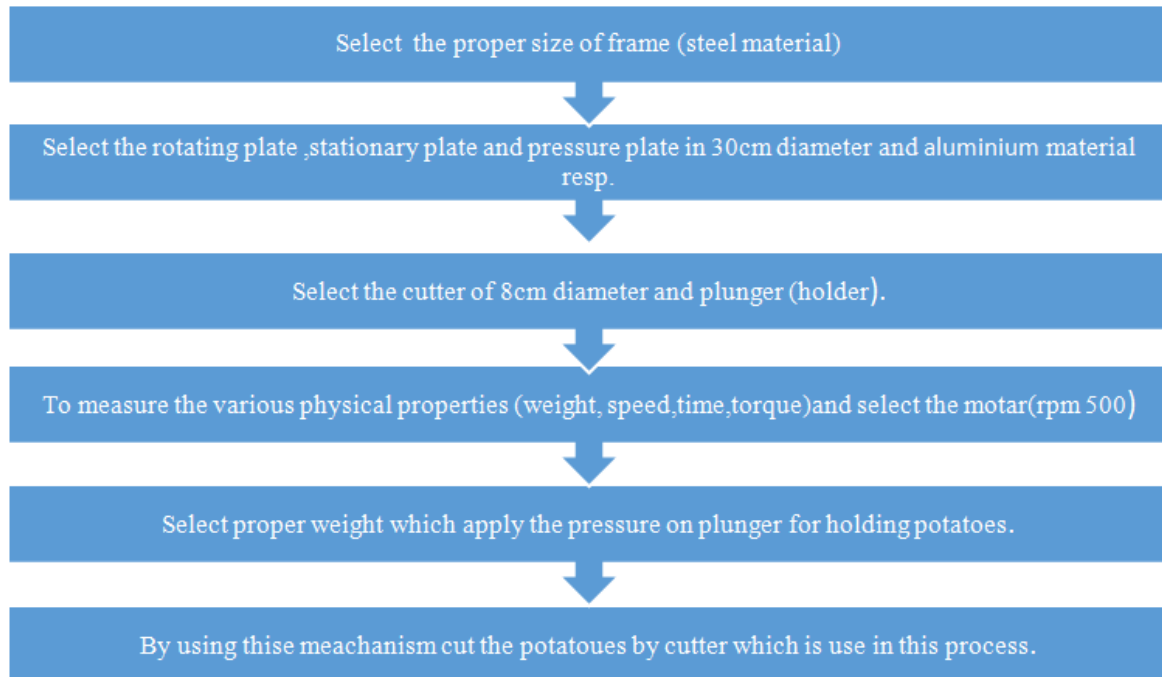 Select the proper size of frame (steel material)
Select the rotating plate ,stationary plate and pressure plate in 30cm diameter and aluminium material
resp.
Select the cutter of 8cm diameter and plunger (holder).
To measure the various physical properties (weight, speed,time,torque)and select the motar(rpm 500)
Select proper weight which apply the pressure on plunger for holding potatoes.
By using thise meachanism cut the potatoues by cutter which is use in this process.